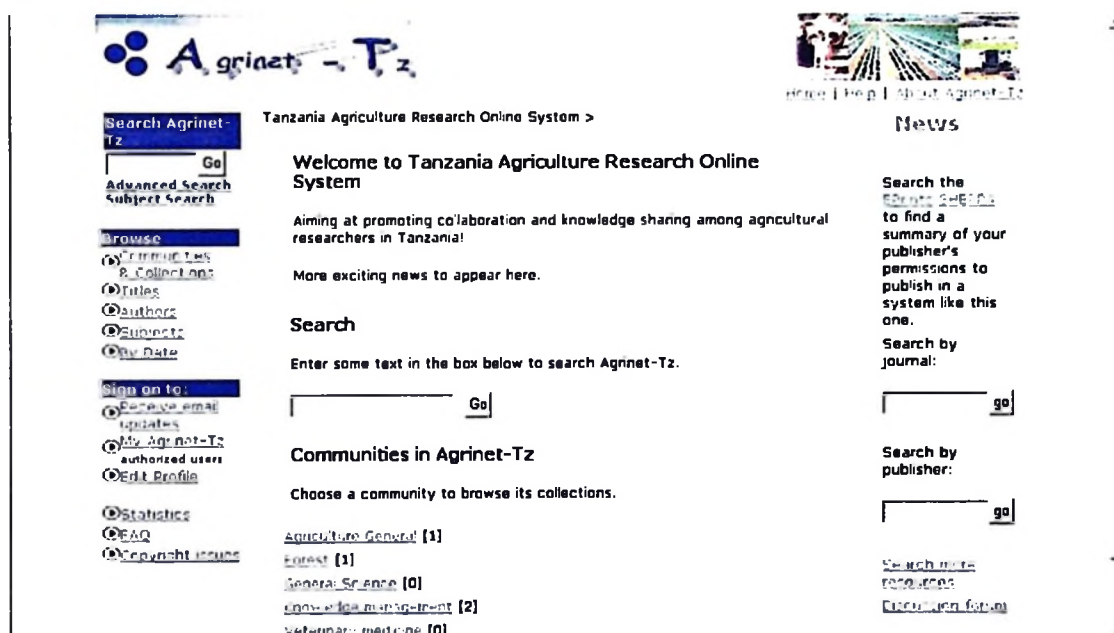 Agrinet - Tz
Home | Help | About Agrinet-Tz
Search Agrinet-
Tz
Go
Advanced Search
Subject Search
Browse
Communities
& Collections
Titles
Authors
Subjects
By Date
Sign on to:
Receive email
updates
My Agrinet-Tz
authorized users
Edit Profile
Statistics
FAQ
Copyright issues
Tanzania Agriculture Research Online System >
Welcome to Tanzania Agriculture Research Online
System
Aiming at promoting collaboration and knowledge sharing among agricultural
researchers in Tanzania!
More exciting news to appear here.
Search
Enter some text in the box below to search Agrinet-Tz.
Go
Communities in Agrinet-Tz
Choose a community to browse its collections.
Agriculture General [1]
Forest [1]
General Science [0]
Knowledge management [2]
Veterinary medicine [0]
News
Search the
to find a
summary of your
publisher's
permissions to
publish in a
system like this
one.
Search by
journal:
go
Search by
publisher:
go
Search more
resources
Discussion forum